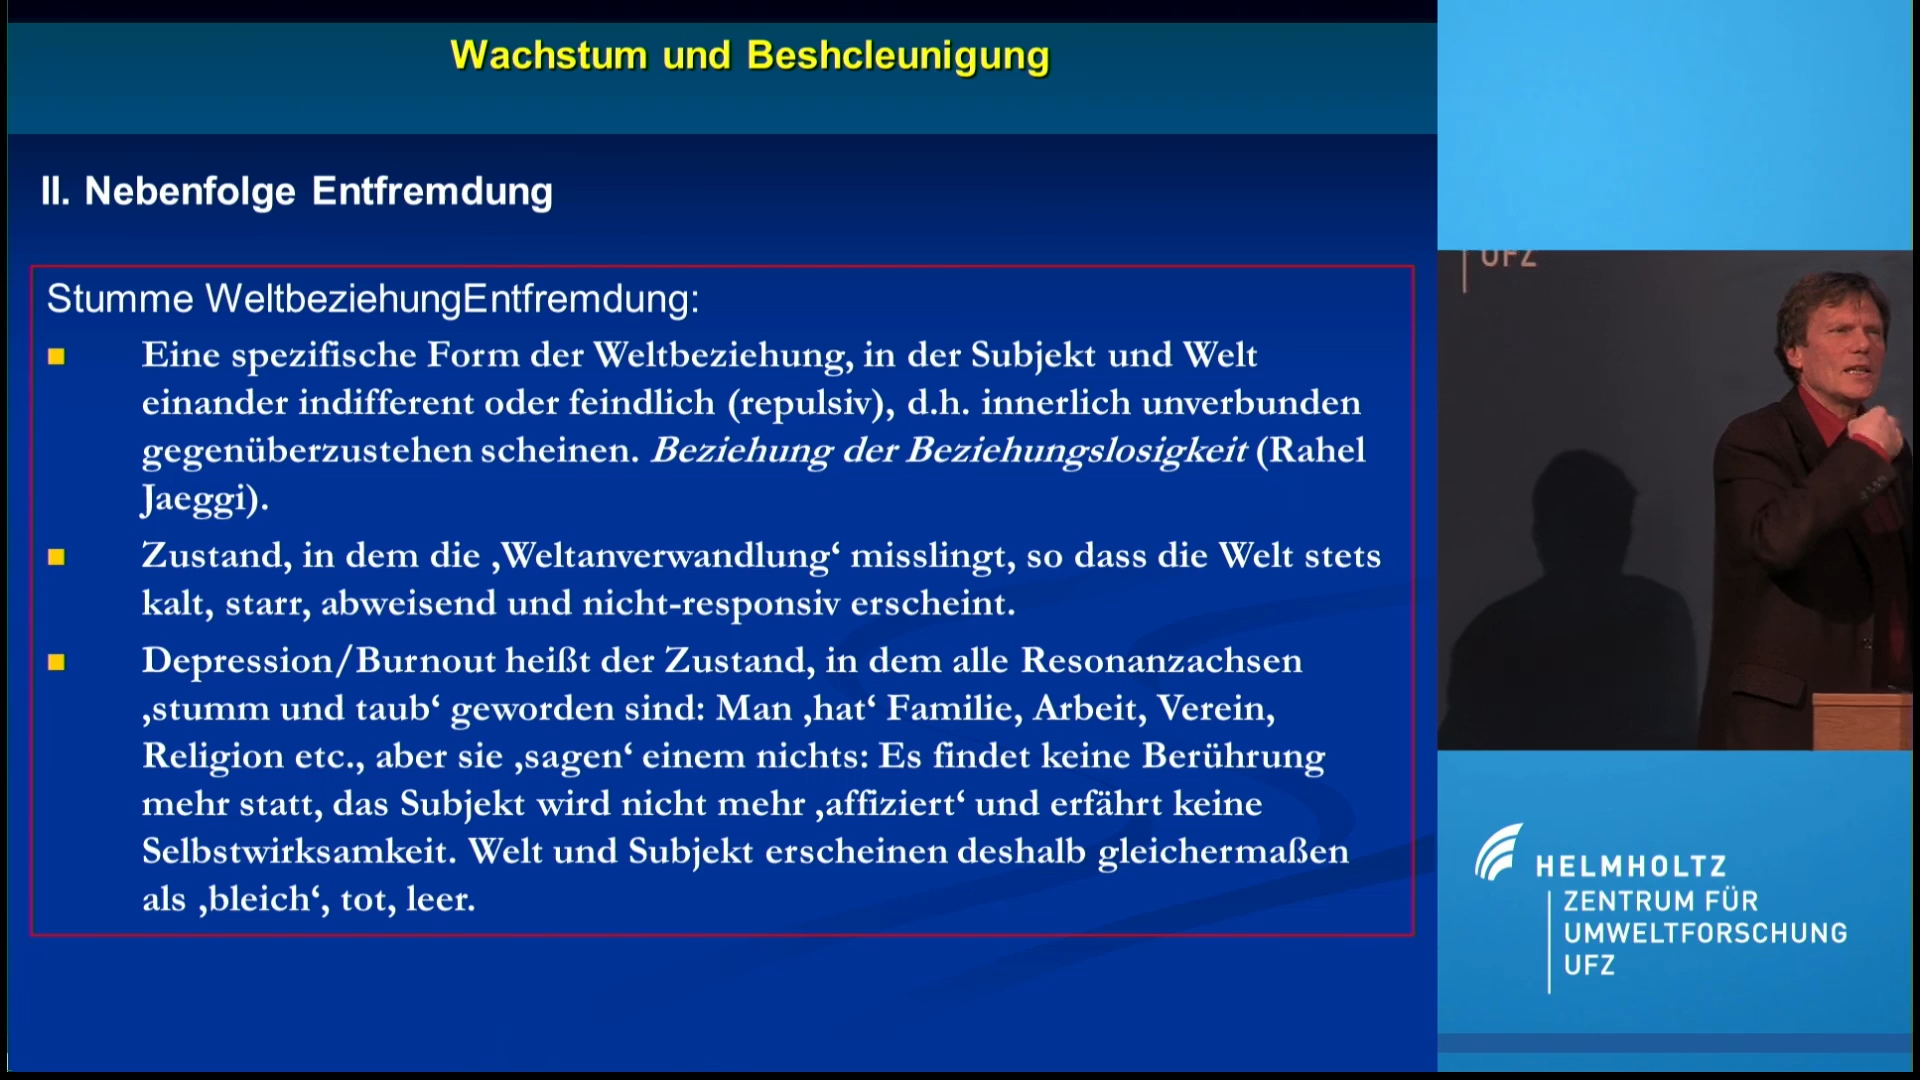 Wachstum und Beshcleunigung
II. Nebenfolge Entfremdung
Stumme WeltbeziehungEntfremdung:
Eine spezifische Form der Weltbeziehung, in der Subjekt und Welt
einander indifferent oder feindlich (repulsiv), d.h. innerlich unverbunden
gegenüberzustehen scheinen. Beziehung der Beziehungslosigkeit (Rahel
Jaeggi).
Zustand, in dem die ‚Weltanverwandlung‘ misslingt, so dass die Welt stets
kalt, starr, abweisend und nicht-responsiv erscheint.
Depression/Burnout heißt der Zustand, in dem alle Resonanzachsen
‚stumm und taub‘ geworden sind: Man ‚hat‘ Familie, Arbeit, Verein,
Religion etc., aber sie ‚sagen‘ einem nichts: Es findet keine Berührung
mehr statt, das Subjekt wird nicht mehr ‚affiziert‘ und erfährt keine
Selbstwirksamkeit. Welt und Subjekt erscheinen deshalb gleichermaßen
als ‚bleich‘, tot, leer.
UFZ
HELMHOLTZ
ZENTRUM FÜR
UMWELTFORSCHUNG
UFZ